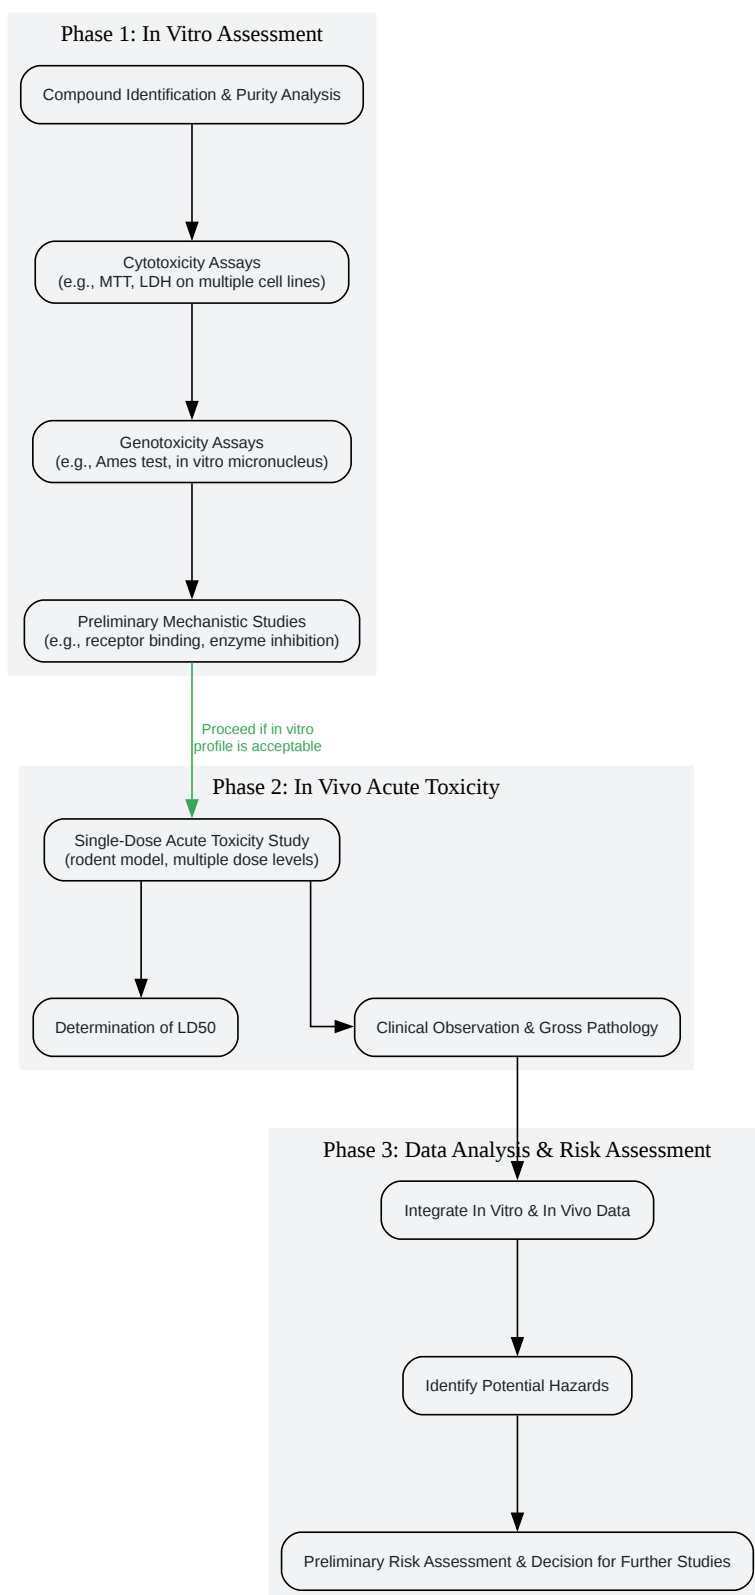 Phase 1: In Vitro Assessment
Compound Identification & Purity Analysis
Cytotoxicity Assays
(e.g., MTT, LDH on multiple cell lines)
Genotoxicity Assays
(e.g., Ames test, in vitro micronucleus)
Preliminary Mechanistic Studies
(e.g., receptor binding, enzyme inhibition)
Proceed if in vitro
profile is acceptable
Phase 2: In Vivo Acute Toxicity
Single-Dose Acute Toxicity Study
(rodent model, multiple dose levels)
Determination of LD50
Clinical Observation & Gross Pathology
Phase 3: Data Analysis & Risk Assessment
Integrate In Vitro & In Vivo Data
Identify Potential Hazards
Preliminary Risk Assessment & Decision for Further Studies